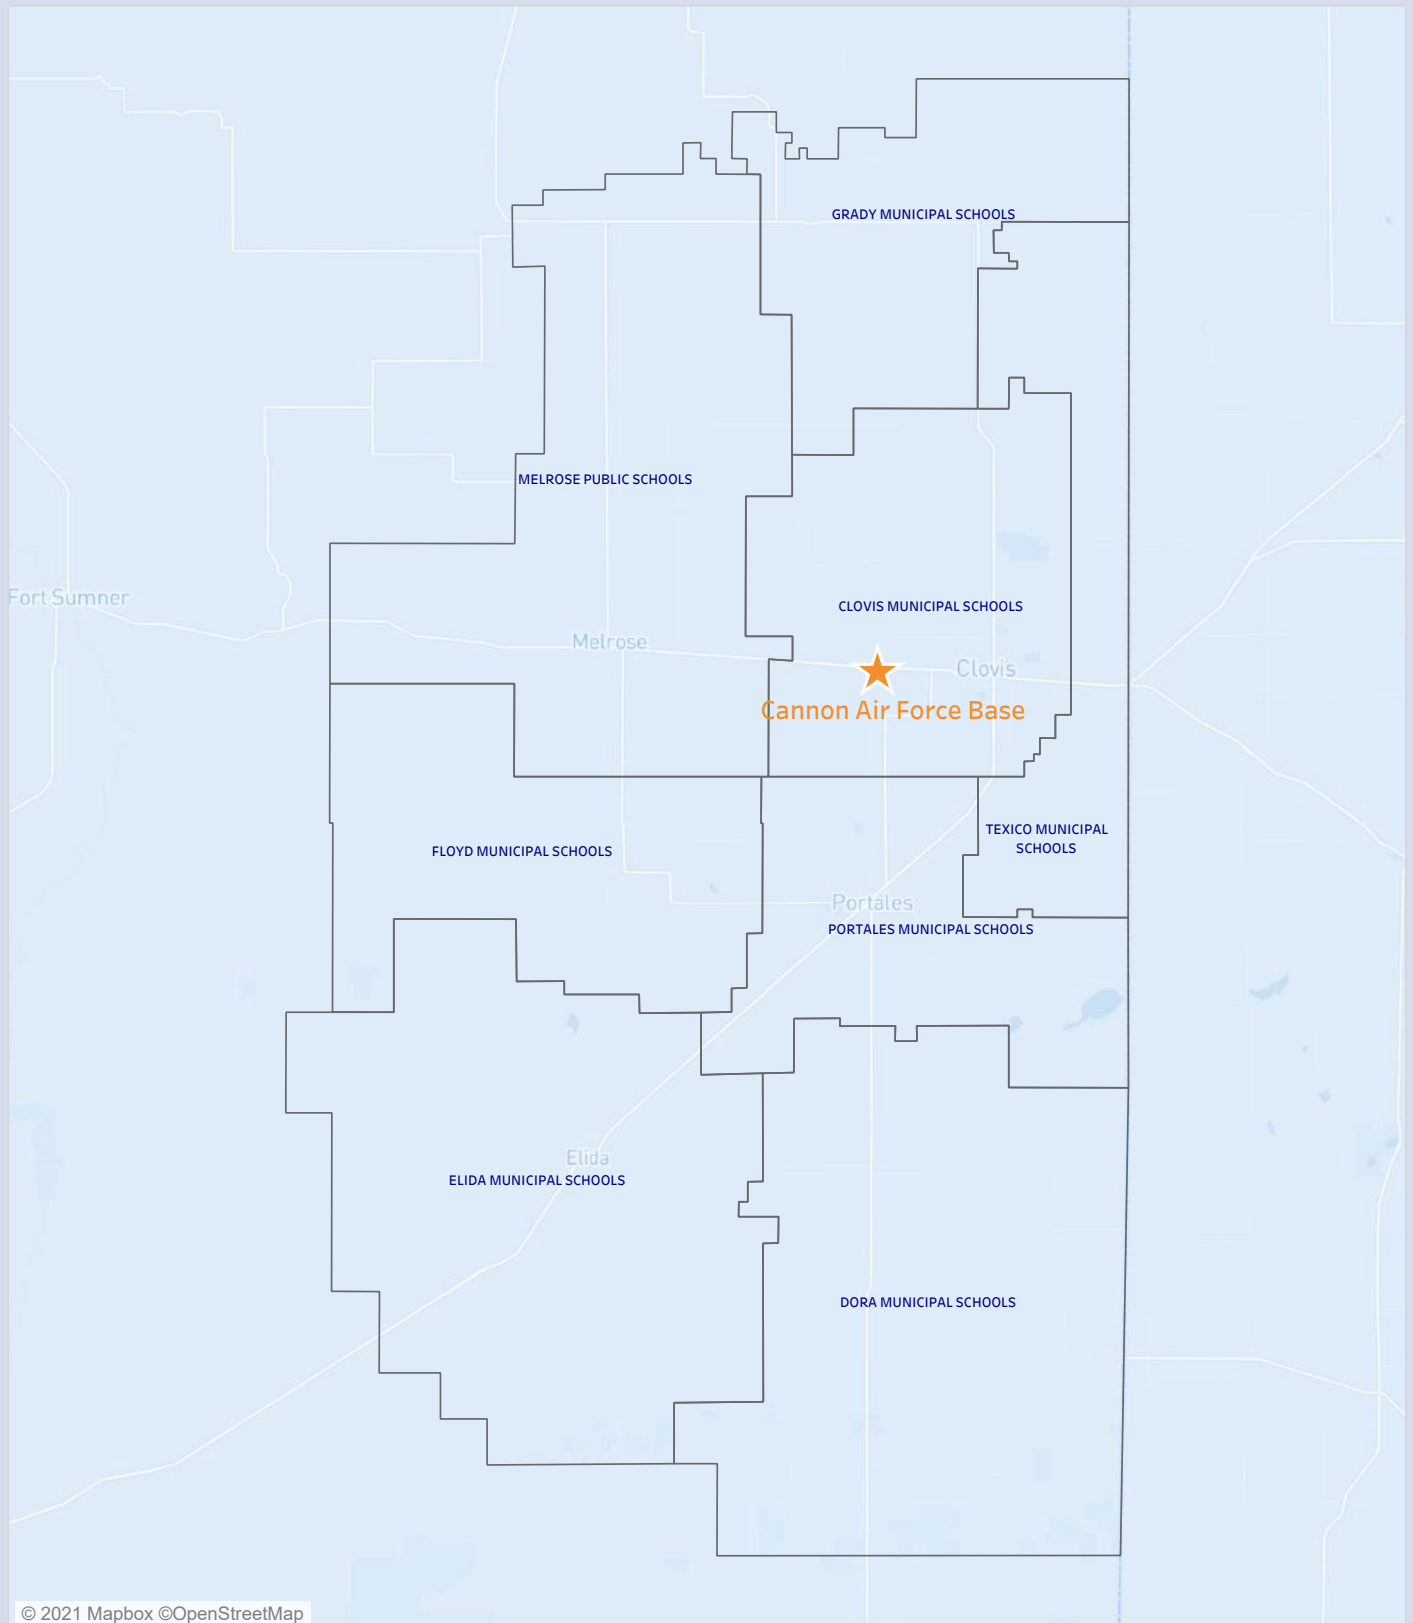 GRADY MUNICIPAL SCHOOLS
MELROSE PUBLIC SCHOOLS
Fort Sumner
CLOVIS MUNICIPAL SCHOOLS
Melrose
Clovis
Cannon Air Force Base
TEXICO MUNICIPAL
SCHOOLS
FLOYD MUNICIPAL SCHOOLS
Portales
PORTALES MUNICIPAL SCHOOLS
Elida
ELIDA MUNICIPAL SCHOOLS
DORA MUNICIPAL SCHOOLS
© 2021 Mapbox ©OpenStreetMap